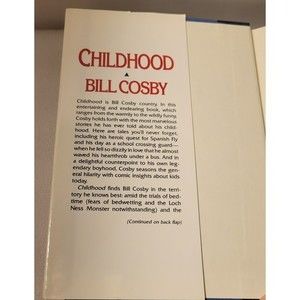 CHILDHOOD
BILL COSBY
Childhood is Bill Cosby country. In this
entertaining and endearing book, which
ranges from the warmly to the wildly funny,
Cosby holds forth with the most marvelous
stories he has ever told about his child-
hood. Here are tales you'll never forget,
including his heroic quest for Spanish Fly
and his day as a school crossing guard—
when he fell so dizzily in love that he almost
waved his heartthrob under a bus. And in
a delightful counterpoint to his own leg-
endary boyhood, Cosby seasons the gen-
eral hilarity with comic insights about kids
today.
Childhood finds Bill Cosby in the terri-
tory he knows best: amid the trials of bed-
time (fears of bedwetting and the Loch
Ness Monster notwithstanding) and the
(Continued on back flap)